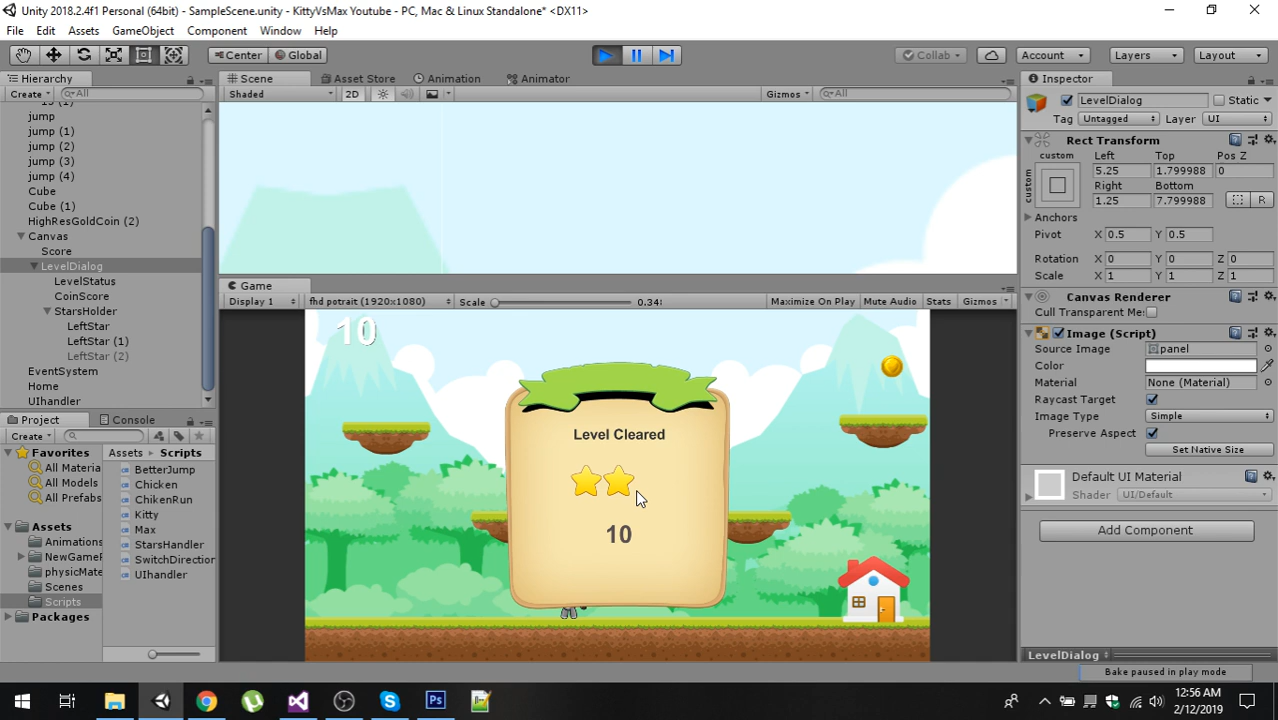 Unity 2018.2.4f1 Personal (64bit) - SampleScene.unity - KittyVsMax Youtube - PC, Mac & Linux Standalone* <DX11>
File Edit Assets GameObject Component Window Help
Center Global Collab Account Layers Layout
Hierarchy
Create All
jump
jump (1)
jump (2)
jump (3)
jump (4)
Cube
Cube (1)
HighResGoldCoin (2)
Canvas
Score
LevelDialog
LevelStatus
CoinScore
StarsHolder
LeftStar
LeftStar (1)
LeftStar (2)
EventSystem
Home
UIhandler
Scene Asset Store Animation Animator
Shaded 2D Gizmos All
Game
Display 1 fhd potrait (1920x1080) Scale 0.34 Maximize On Play Mute Audio Stats Gizmos
10
Level Cleared
10
Project Console
Create
Favorites
All Materia
All Models
All Prefabs
Assets
Animations
NewGameF
physicMate
Scenes
Scripts
Packages
Assets Scripts
BetterJump
Chicken
ChikenRun
Kitty
Max
StarsHandler
SwitchDirection
UIhandler
Inspector
LevelDialog Static
Tag Untagged Layer UI
Rect Transform
custom Left Top Pos Z
custom 5.25 1.799988 0
Right Bottom
1.25 7.799988 R
Anchors
Pivot X 0.5 Y 0.5
Rotation X 0 Y 0 Z 0
Scale X 1 Y 1 Z 1
Canvas Renderer
Cull Transparent Me
Image (Script)
Source Image panel
Color
Material None (Material)
Raycast Target
Image Type Simple
Preserve Aspect
Set Native Size
Default UI Material
Shader UI/Default
Add Component
LevelDialog
Bake paused in play mode
12:56 AM
2/12/2019